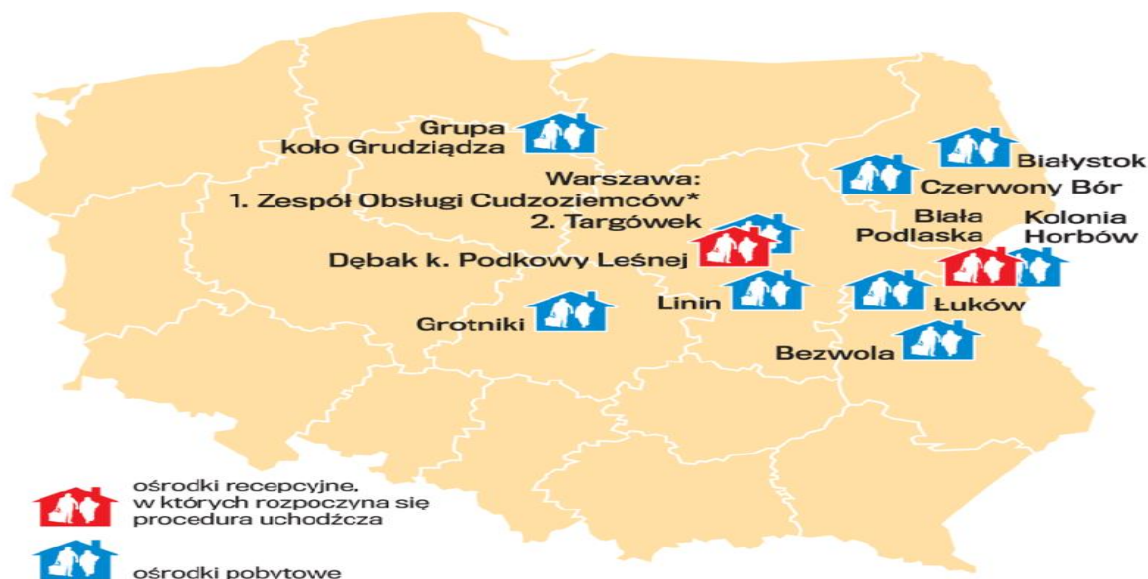 Grupa
koło Grudziądza
Białystok
Czerwony Bór
Warszawa:
1. Zespół Obsługi Cudzoziemców*
2. Targówek
Biała
Podlaska
Kolonia
Horbów
Dębak k. Podkowy Leśnej
Linin
Łuków
Grotniki
Bezwola
ośrodki recepcyjne,
w których rozpoczyna się
procedura uchodźcza
ośrodki pobytowe